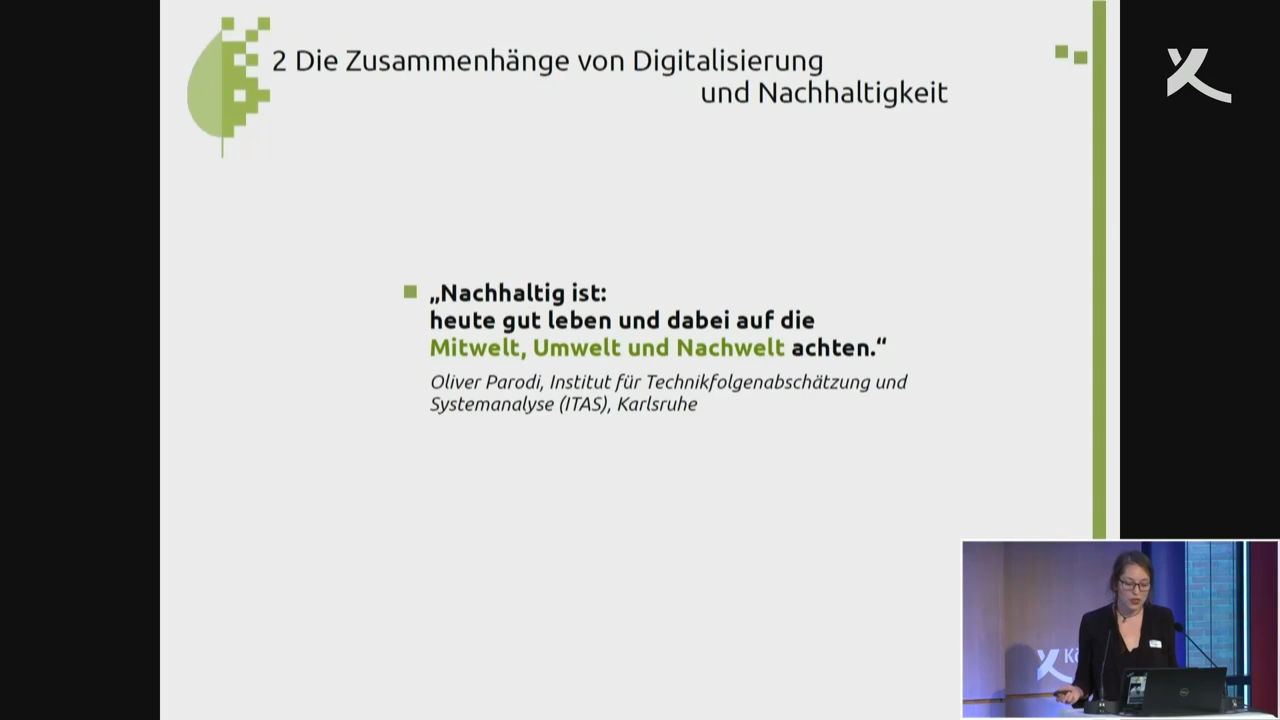 2 Die Zusammenhänge von Digitalisierung
und Nachhaltigkeit
„Nachhaltig ist:
heute gut leben und dabei auf die
Mitwelt, Umwelt und Nachwelt achten.“
Oliver Parodi, Institut für Technikfolgenabschätzung und
Systemanalyse (ITAS), Karlsruhe